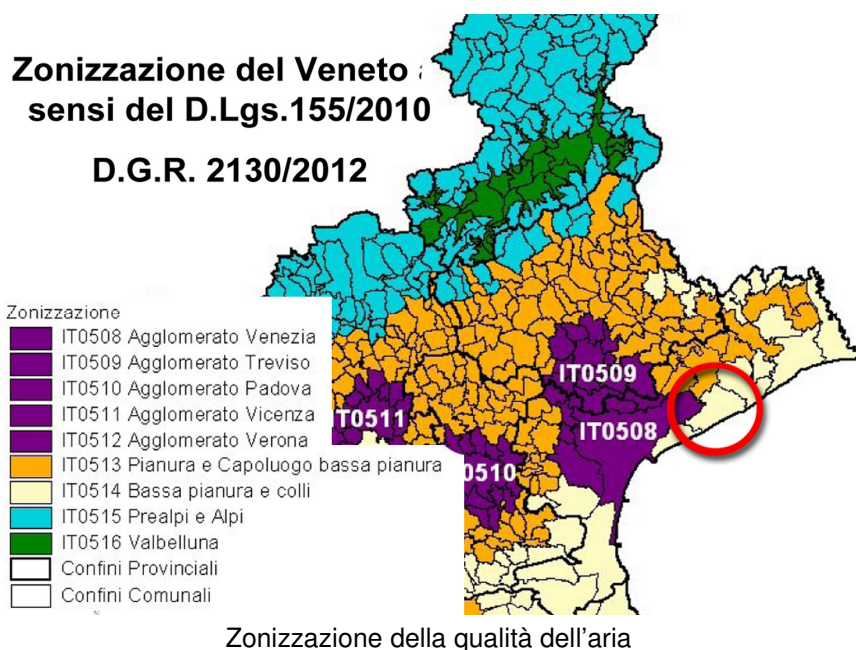 Zonizzazione del Veneto
sensi del D.Lgs.155/2010
D.G.R. 2130/2012
Zonizzazione
IT0508 Agglomerato Venezia
IT0509 Agglomerato Treviso
IT0510 Agglomerato Padova
IT0511 Agglomerato Vicenza
IT0512 Agglomerato Verona
IT0513 Pianura e Capoluogo bassa pianura
IT0514 Bassa pianura e colli
IT0515 Prealpi e Alpi
IT0516 Valbelluna
Confini Provinciali
Confini Comunali
IT0509
IT0511
IT0508
0510
Zonizzazione della qualità dell'aria